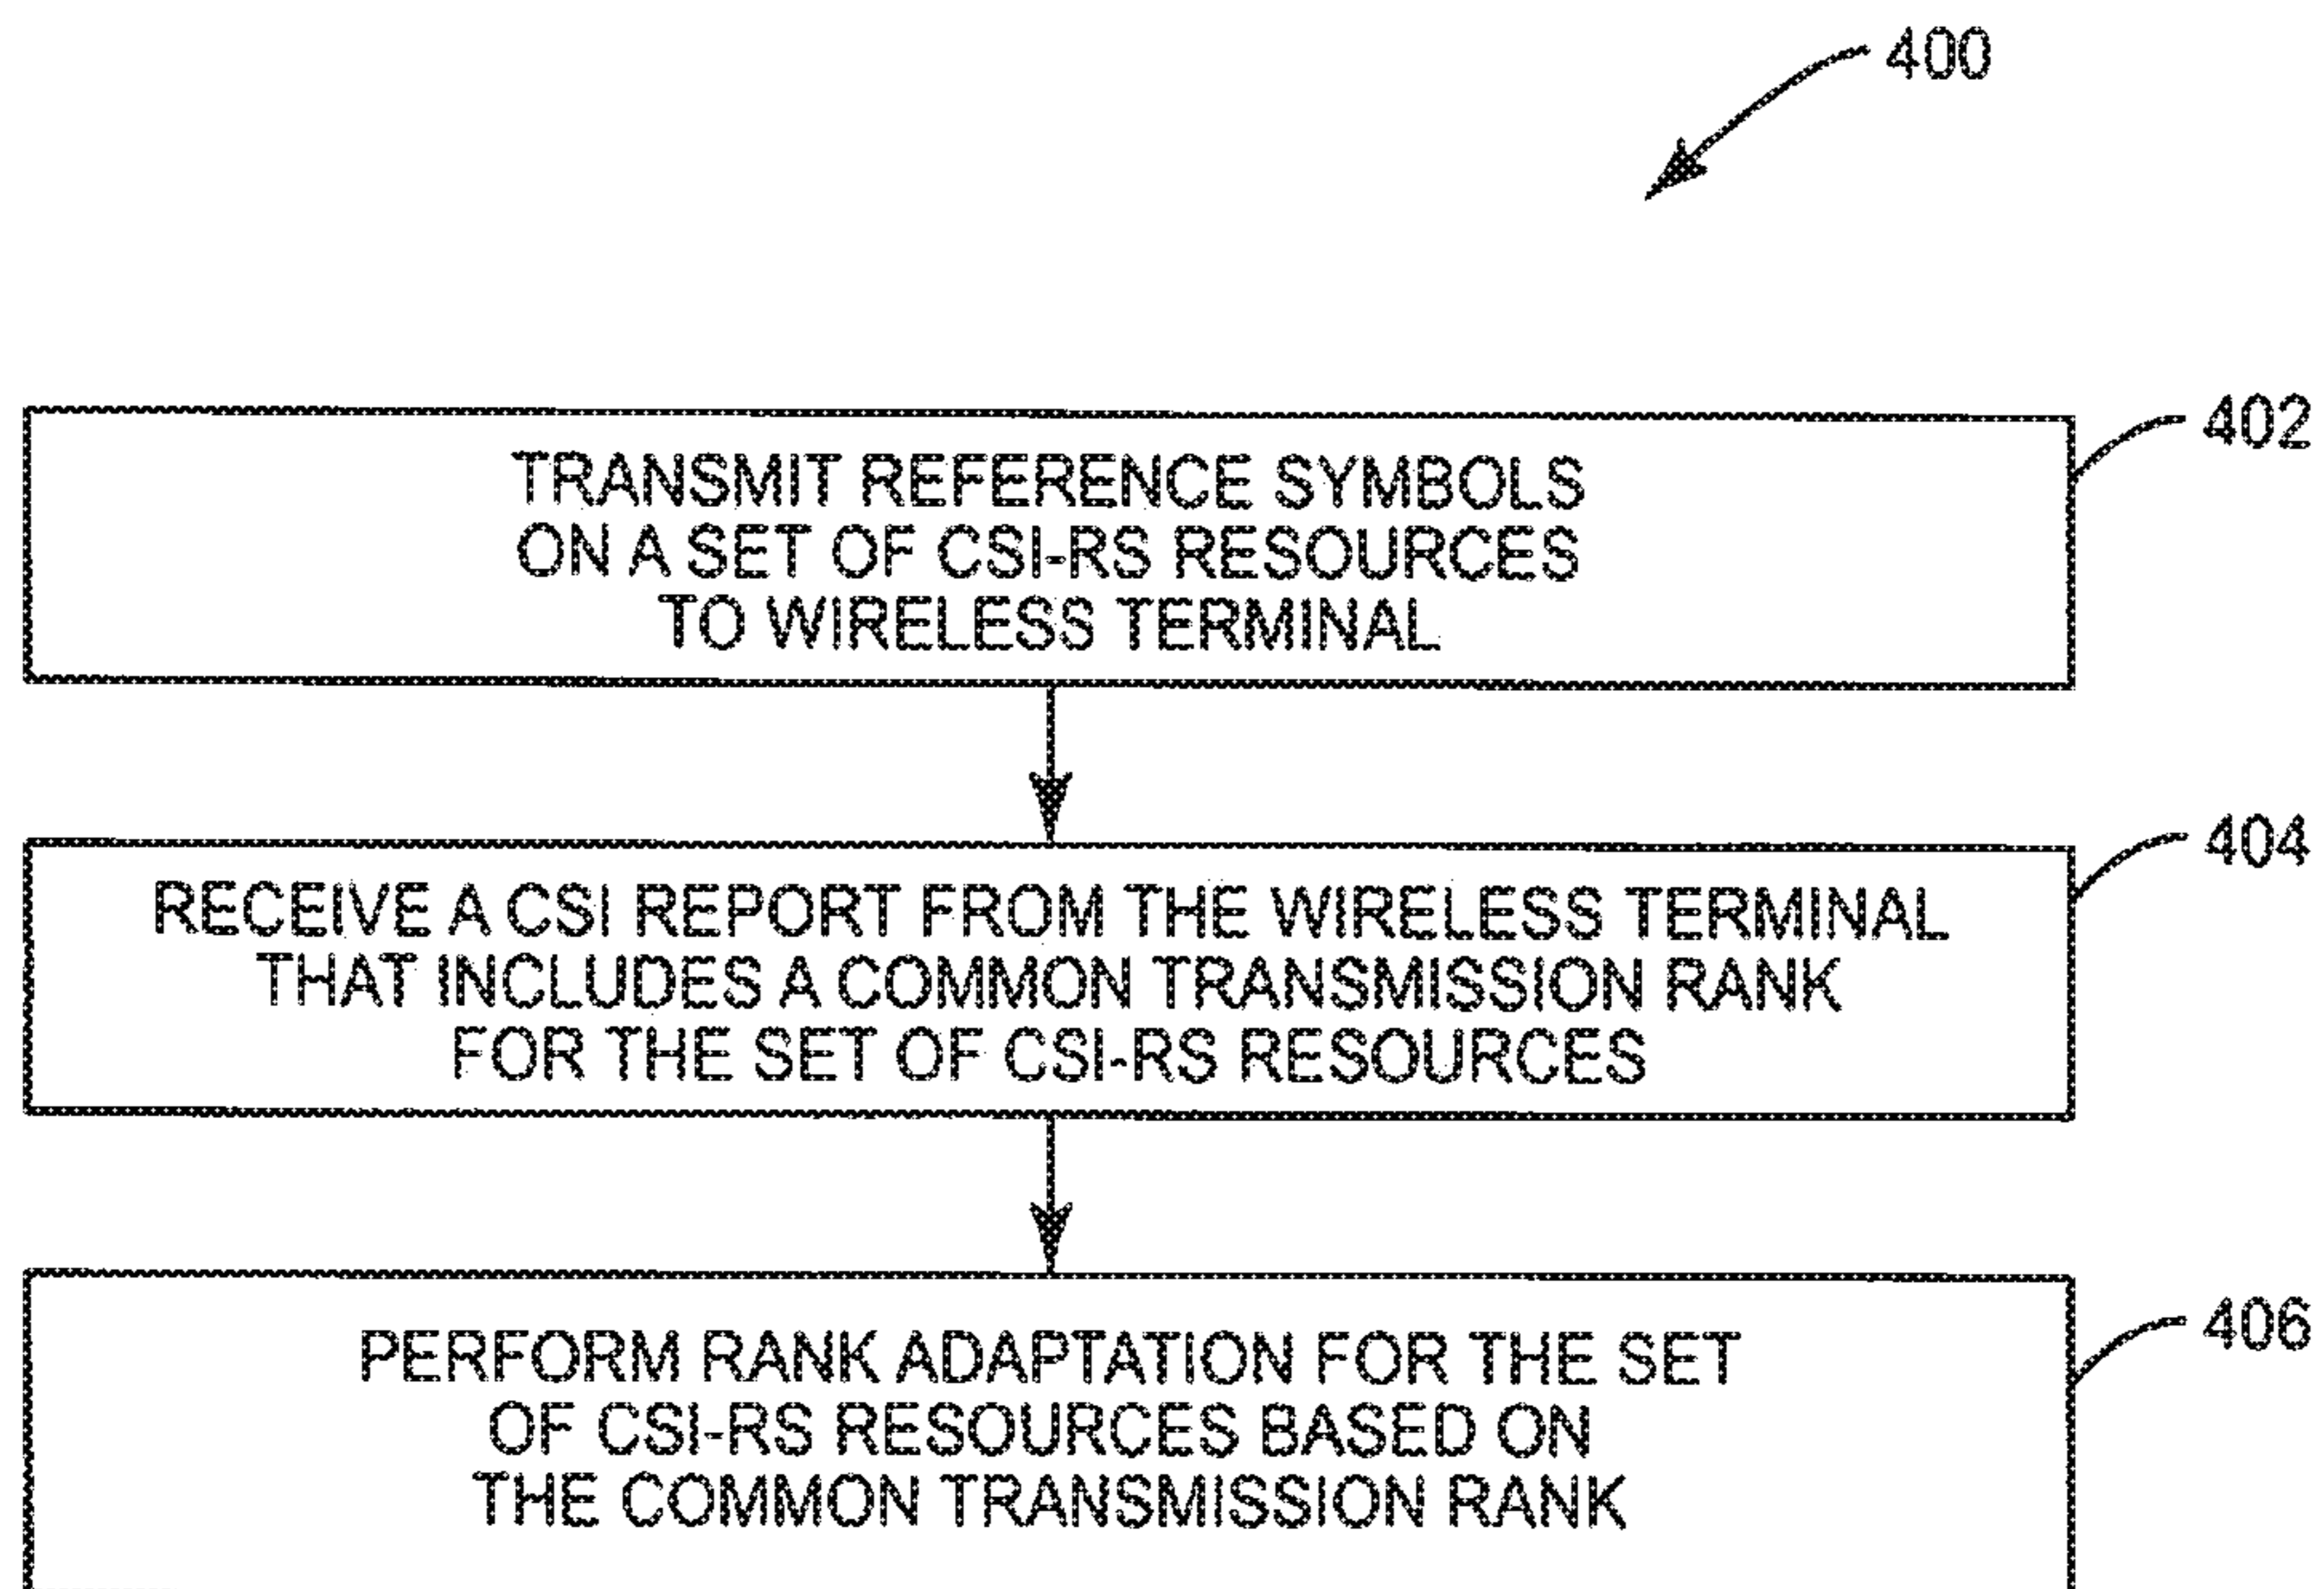 400
402
TRANSMIT REFERENCE SYMBOLS
ON A SET OF CSI-RS RESOURCES
TO WIRELESS TERMINAL
404
RECEIVE A CSI REPORT FROM THE WIRELESS TERMINAL
THAT INCLUDES A COMMON TRANSMISSION RANK
FOR THE SET OF CSI-RS RESOURCES
406
PERFORM RANK ADAPTATION FOR THE SET
OF CSI-RS RESOURCES BASED ON
THE COMMON TRANSMISSION RANK